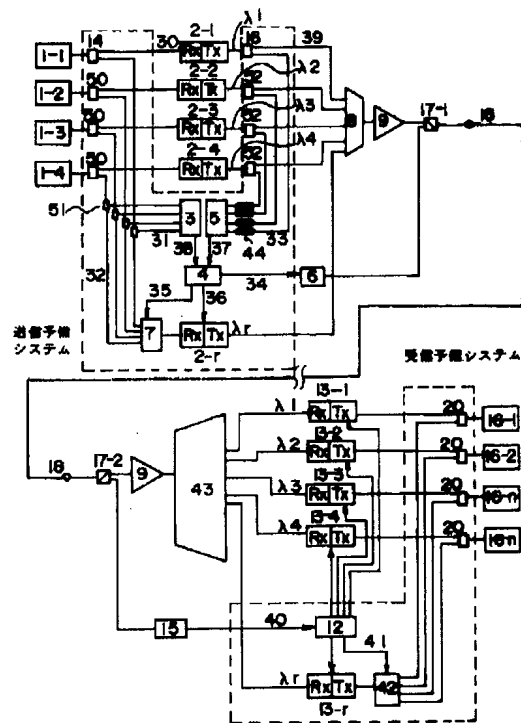 λ1
14
30
2-1
15
39
1-1
Rx Tx
50
2-2
52
λ2
1-2
Rx Tx
50
2-3
52
λ3
8
9
17-1
18
1-3
Rx Tx
50
2-4
52
λ4
1-4
Rx Tx
51
3
5
31
38
37
44
33
32
4
34
6
35
36
7
Rx Tx
λr
2-r
送信予備
システム
受信予備システム
13-1
λ1
Rx Tx
20
16-1
13-2
λ2
Rx Tx
20
16-2
18
17-2
9
43
13-3
λ3
Rx Tx
20
16-n
13-4
λ4
Rx Tx
20
16-n
15
40
12
41
λr
Rx Tx
42
13-r